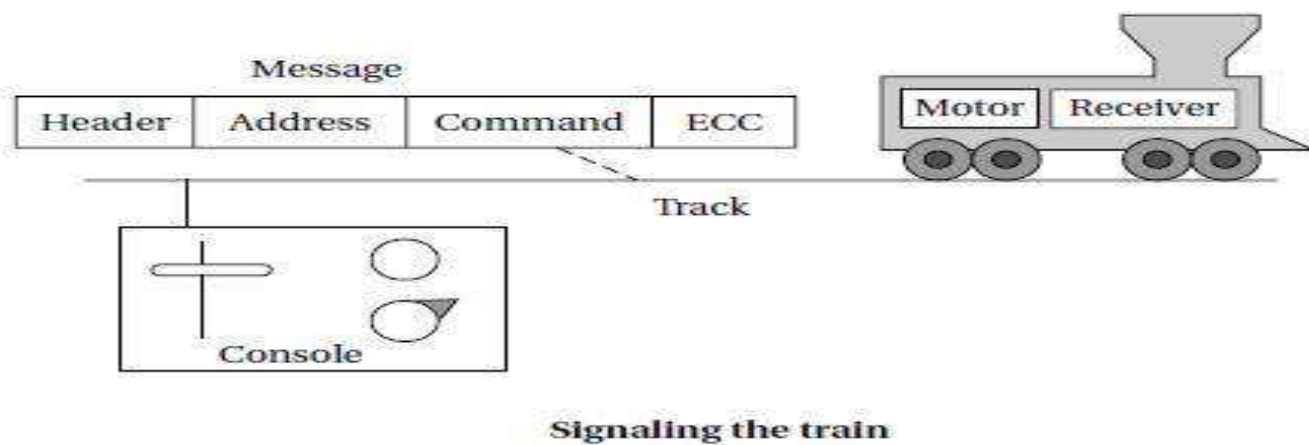 Message
Header Address Command ECC
Motor Receiver
Track
Console
Signaling the train